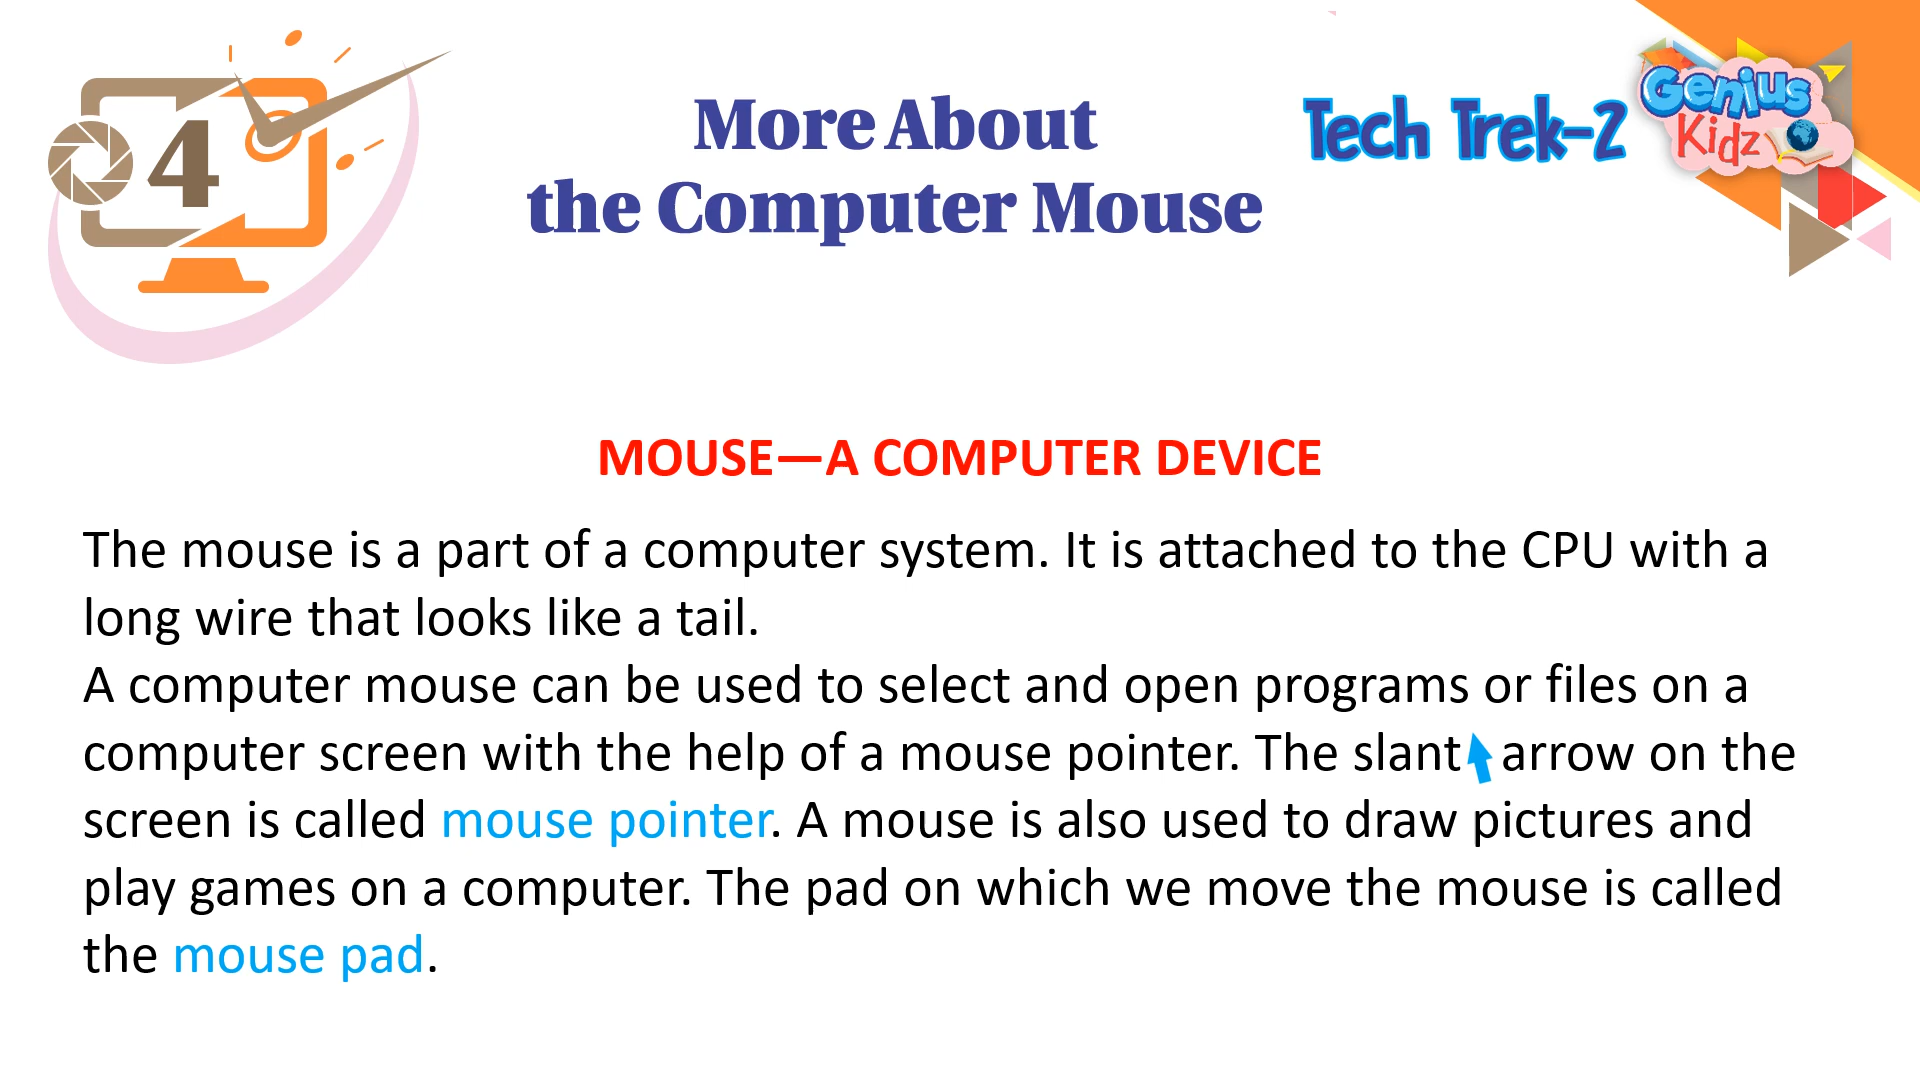 4
More About
the Computer Mouse
Tech Trek-2
Genius
Kidz
MOUSE—A COMPUTER DEVICE
The mouse is a part of a computer system. It is attached to the CPU with a
long wire that looks like a tail.
A computer mouse can be used to select and open programs or files on a
computer screen with the help of a mouse pointer. The slant arrow on the
screen is called mouse pointer. A mouse is also used to draw pictures and
play games on a computer. The pad on which we move the mouse is called
the mouse pad.